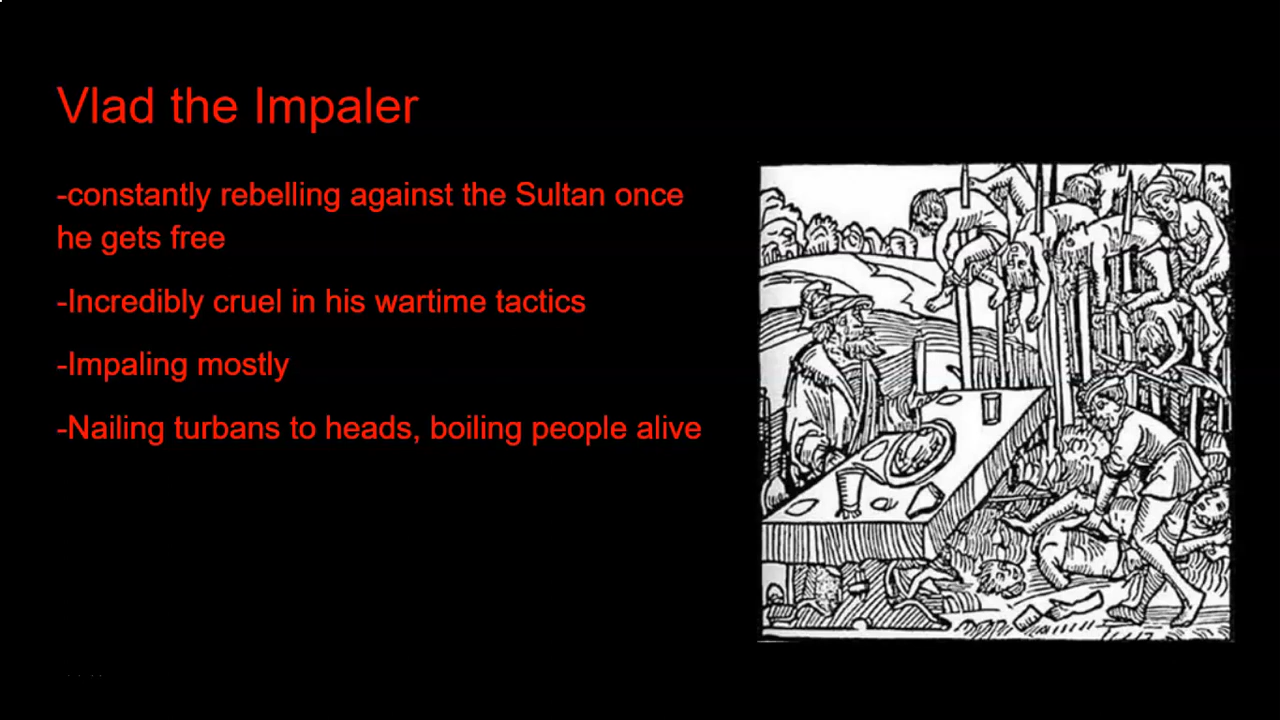 Vlad the Impaler
-constantly rebelling against the Sultan once
he gets free
-Incredibly cruel in his wartime tactics
-Impaling mostly
-Nailing turbans to heads, boiling people alive